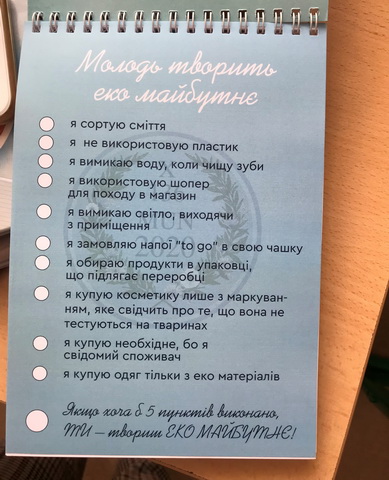 Молодь творить
еко майбутнє
я сортую сміття
я не використовую пластик
я вимикаю воду, коли чищу зуби
я використовую шопер
для походу в магазин
я вимикаю світло, виходячи
з приміщення
я замовляю напої "to go" в свою чашку
я обираю продукти в упаковці,
що підлягає переробці
я купую косметику лише з маркуван-
ням, яке свідчить про те, що вона не
тестуються на тваринах
я купую необхідне, бо я
свідомий споживач
я купую одяг тільки з еко матеріалів
Якщо хоча б 5 пунктів виконано,
ТИ – твориш ЕКО МАЙБУТНЄ!
2020